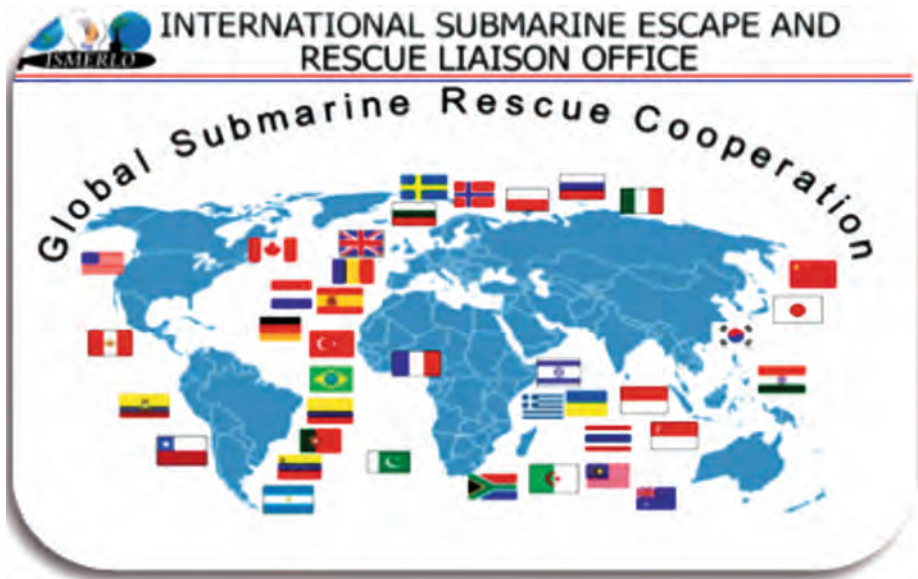 ISMERLO
INTERNATIONAL SUBMARINE ESCAPE AND
RESCUE LIAISON OFFICE
Global Submarine Rescue Cooperation